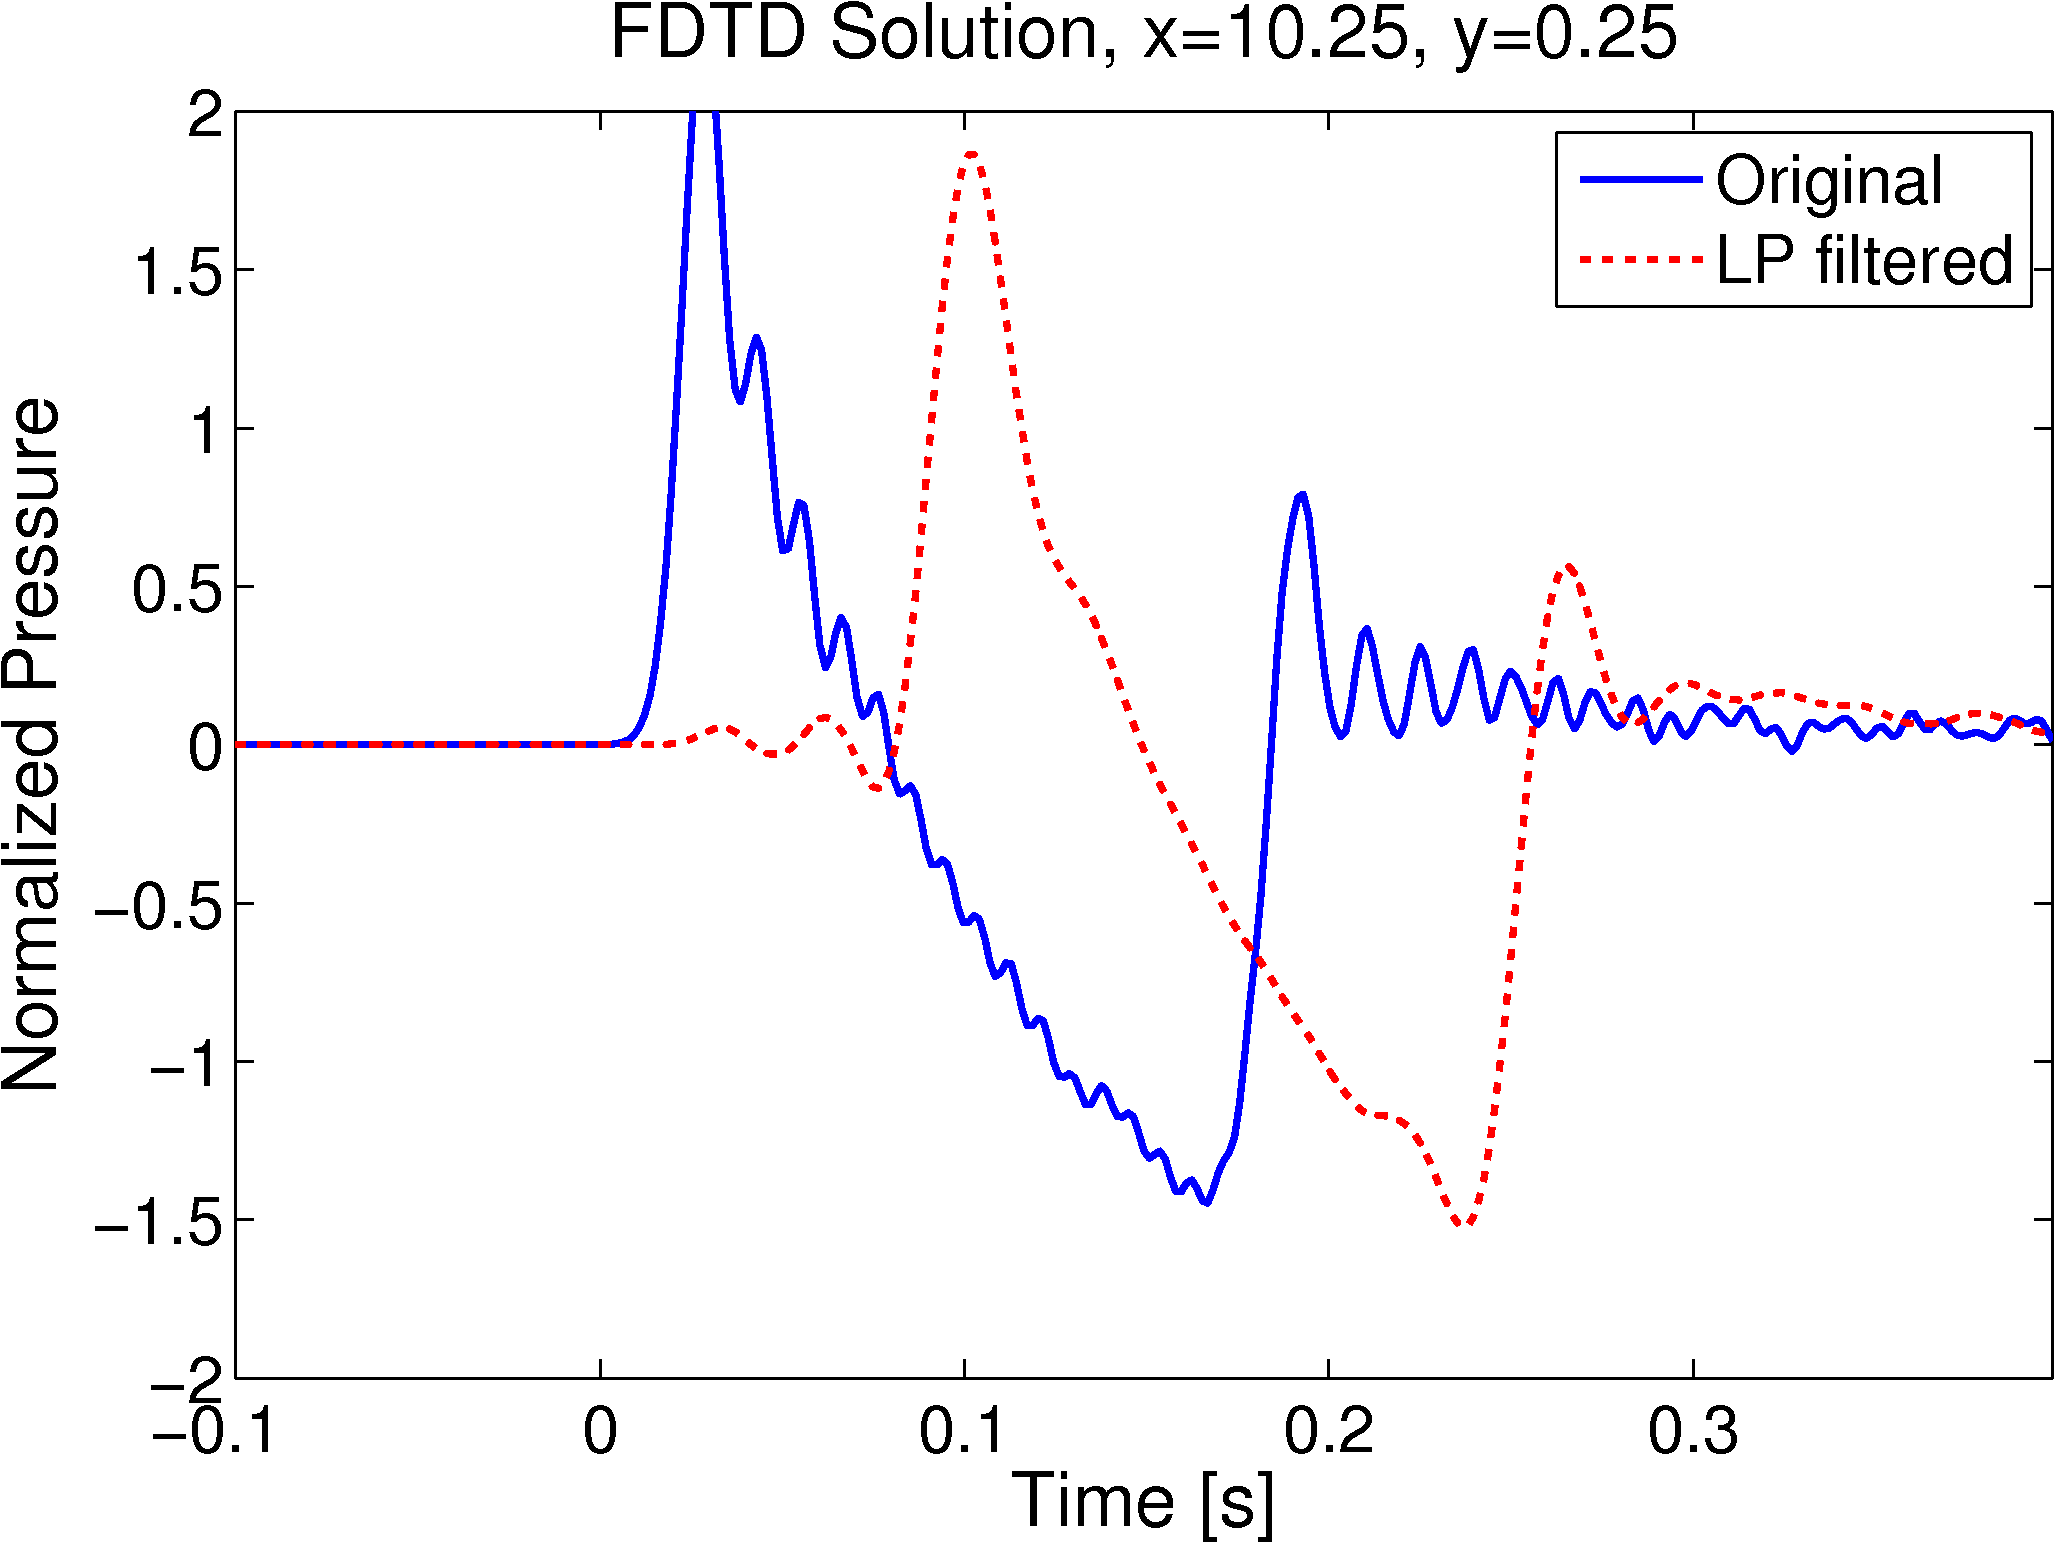 FDTD Solution, x=10.25, y=0.25
2
1.5
1
0.5
0
−0.5
−1
−1.5
−2
Normalized Pressure
Original
LP filtered
−0.1 0 0.1 0.2 0.3
Time [s]